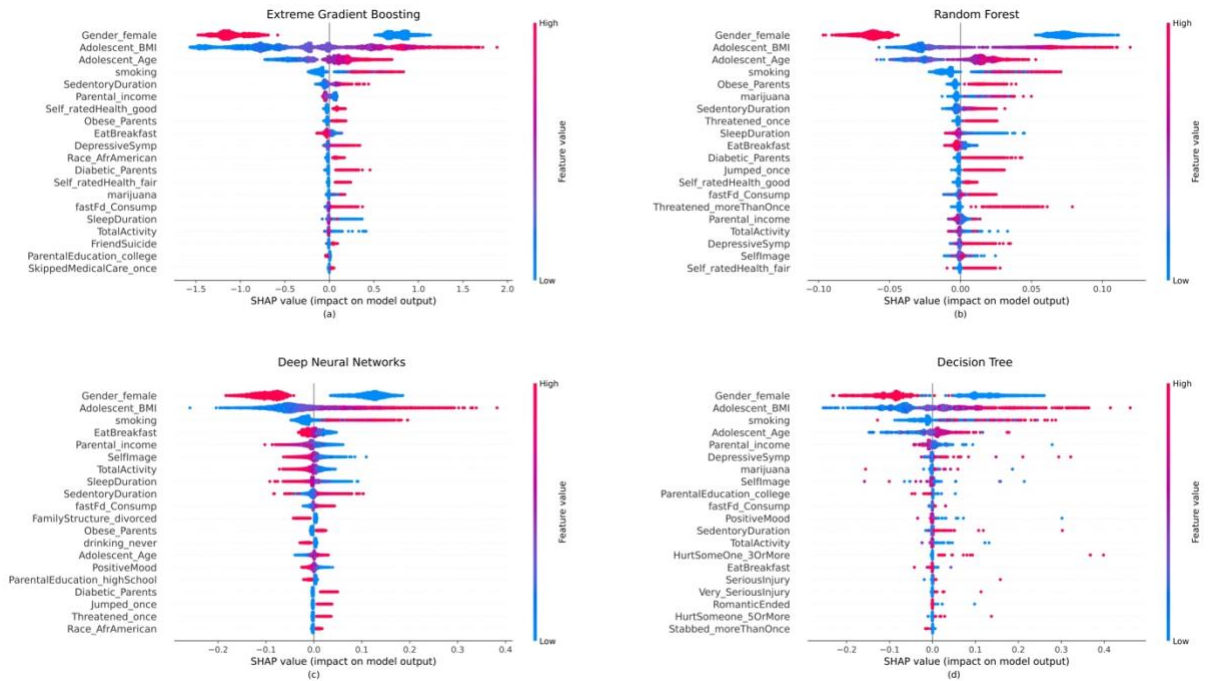 Extreme Gradient Boosting
Gender_female
Adolescent_BMI
Adolescent_Age
smoking
SedentoryDuration
Parental_income
Self_ratedHealth_good
Obese_Parents
EatBreakfast
DepressiveSymp
Race_AfrAmerican
Diabetic_Parents
Self_ratedHealth_fair
marijuana
fastFd_Consump
SleepDuration
TotalActivity
FriendSuicide
ParentalEducation_college
SkippedMedicalCare_once
−1.5 −1.0 −0.5 0.0 0.5 1.0 1.5 2.0
SHAP value (impact on model output)
(a)
High
Feature value
Low
Random Forest
Gender_female
Adolescent_BMI
Adolescent_Age
smoking
Obese_Parents
marijuana
SedentoryDuration
Threatened_once
SleepDuration
EatBreakfast
Diabetic_Parents
Jumped_once
Self_ratedHealth_good
fastFd_Consump
Threatened_moreThanOnce
Parental_income
TotalActivity
DepressiveSymp
SelfImage
Self_ratedHealth_fair
−0.10 −0.05 0.00 0.05 0.10
SHAP value (impact on model output)
(b)
High
Feature value
Low
Deep Neural Networks
Gender_female
Adolescent_BMI
smoking
EatBreakfast
Parental_income
SelfImage
TotalActivity
SleepDuration
SedentoryDuration
fastFd_Consump
FamilyStructure_divorced
Obese_Parents
drinking_never
Adolescent_Age
PositiveMood
ParentalEducation_highSchool
Diabetic_Parents
Jumped_once
Threatened_once
Race_AfrAmerican
−0.2 −0.1 0.0 0.1 0.2 0.3 0.4
SHAP value (impact on model output)
(c)
High
Feature value
Low
Decision Tree
Gender_female
Adolescent_BMI
smoking
Adolescent_Age
Parental_income
DepressiveSymp
marijuana
SelfImage
ParentalEducation_college
fastFd_Consump
PositiveMood
SedentoryDuration
TotalActivity
HurtSomeOne_3OrMore
EatBreakfast
SeriousInjury
Very_SeriousInjury
RomanticEnded
HurtSomeone_5OrMore
Stabbed_moreThanOnce
−0.2 −0.1 0.0 0.1 0.2 0.3 0.4
SHAP value (impact on model output)
(d)
High
Feature value
Low